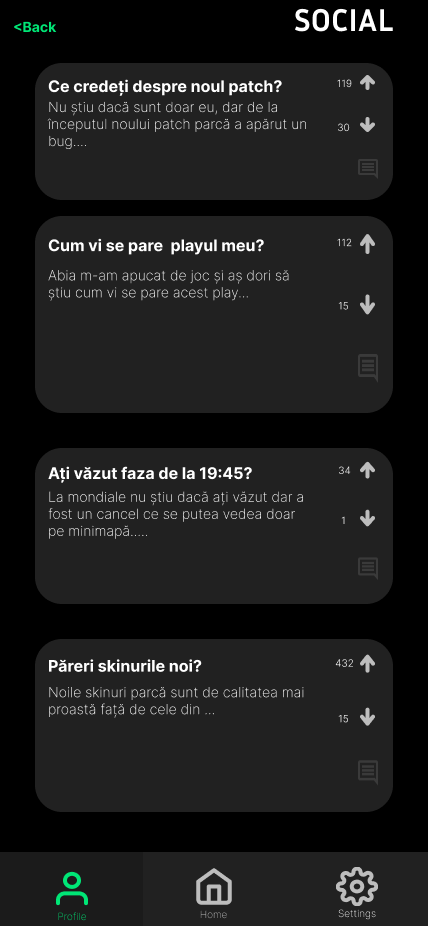 <Back
SOCIAL
Ce credeți despre noul patch?
119
Nu știu dacă sunt doar eu, dar de la
începutul noului patch parcă a apărut un
bug....
30
Cum vi se pare  playul meu?
112
Abia m-am apucat de joc și aș dori să
știu cum vi se pare acest play...
15
Ați văzut faza de la 19:45?
34
La mondiale nu știu dacă ați văzut dar a
fost un cancel ce se putea vedea doar
pe minimapă.....
1
Păreri skinurile noi?
432
Noile skinuri parcă sunt de calitatea mai
proastă față de cele din ...
15
Profile
Home
Settings